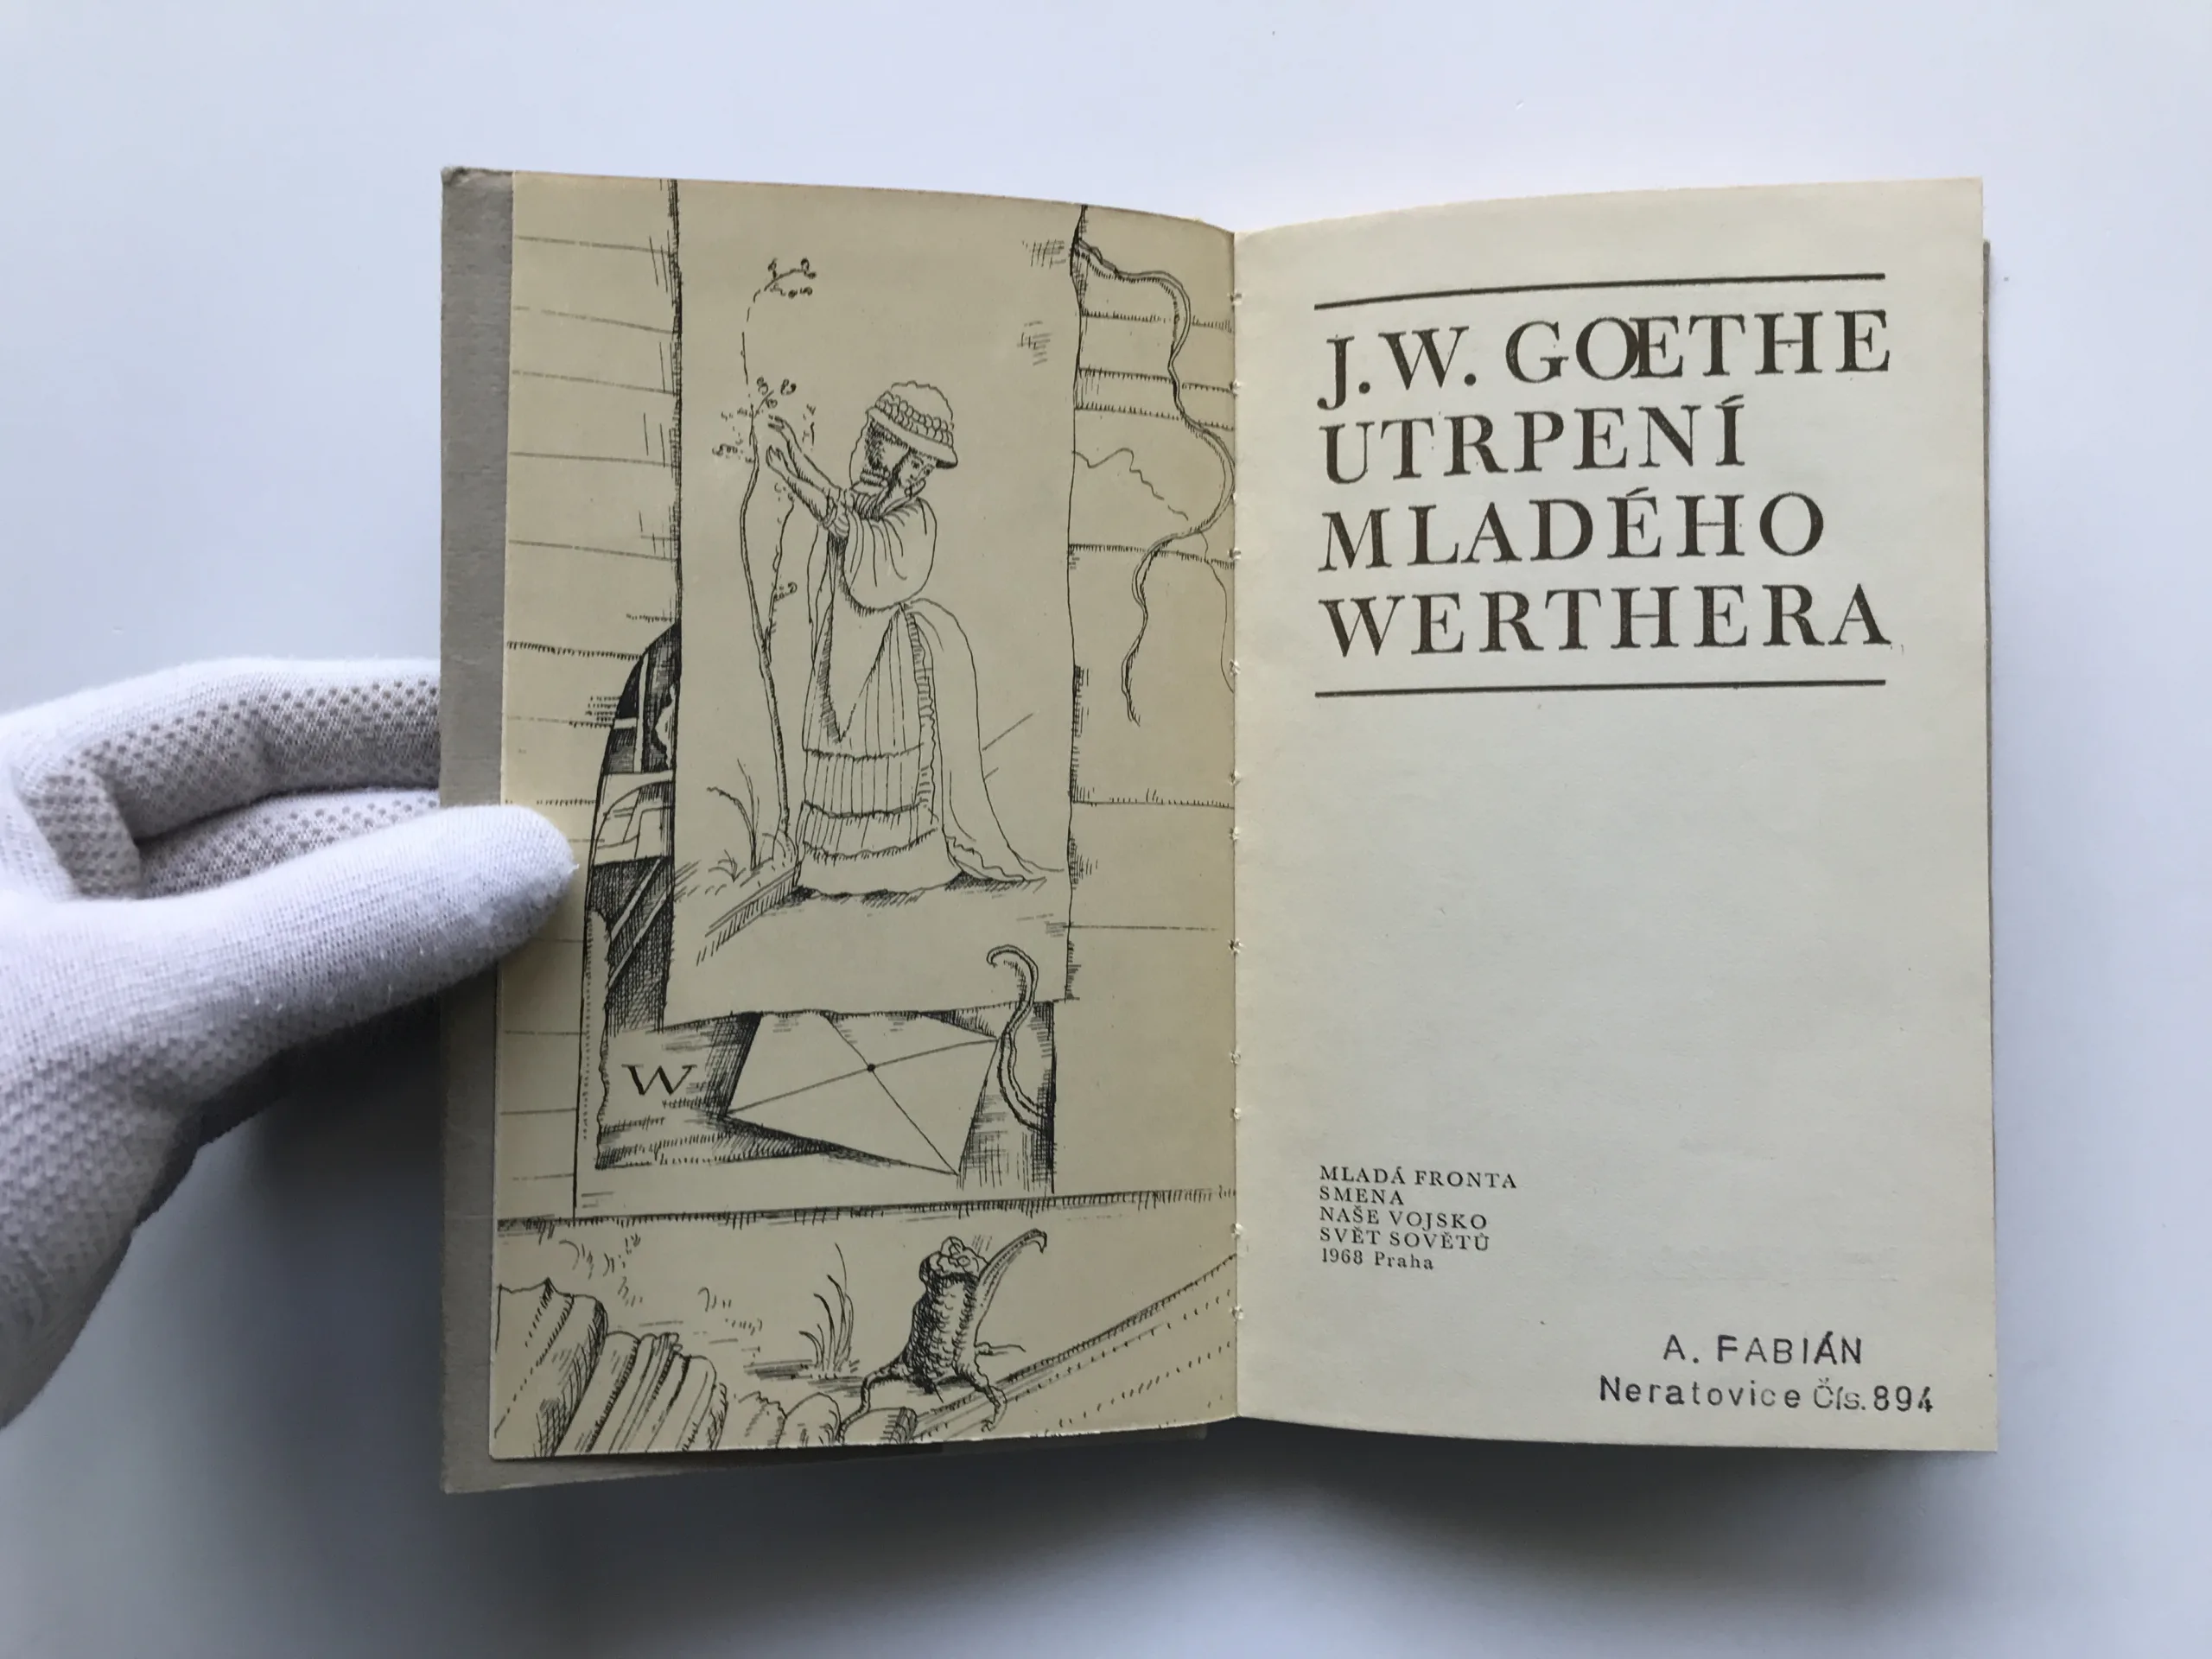 W
J. W. GOETHE
UTRPENÍ
MLADÉHO
WERTHERA
MLADÁ FRONTA
SMENA
NAŠE VOJSKO
SVĚT SOVĚTŮ
1968 Praha
A. FABIÁN
Neratovice Čís. 894